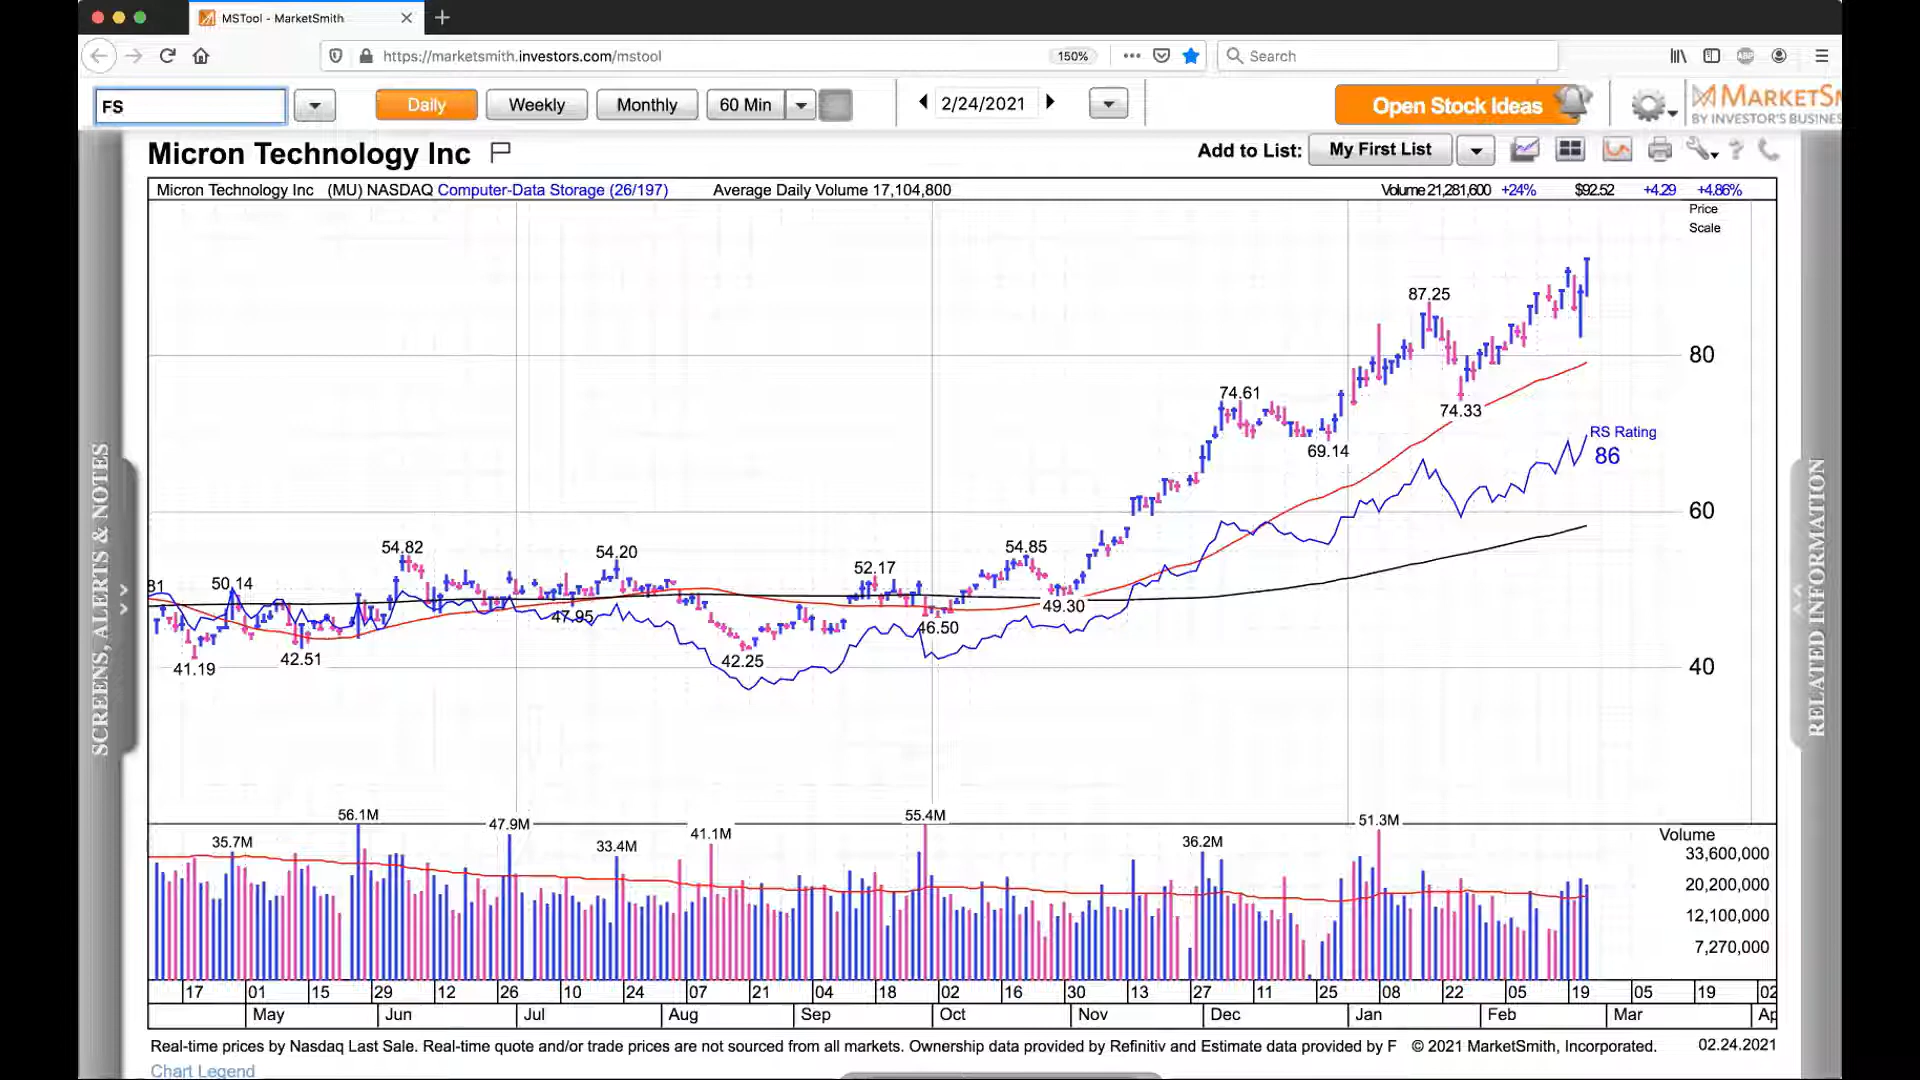 MSTool - MarketSmith
https://marketsmith.investors.com/mstool
150%
Search
FS
Daily
Weekly
Monthly
60 Min
2/24/2021
Open Stock Ideas
MARKETSM
BY INVESTOR'S BUSINES
Micron Technology Inc
Add to List:
My First List
Micron Technology Inc (MU) NASDAQ Computer-Data Storage (26/197) Average Daily Volume 17,104,800
Volume 21,281,600 +24% $92.52 +4.29 +4.86%
Price
Scale
87.25
80
74.61
74.33
69.14
RS Rating
86
60
54.82
54.20
52.17
54.85
81
50.14
49.30
47.95
46.50
42.51
42.25
41.19
40
SCREENS, ALERTS & NOTES
RELATED INFORMATION
56.1M
47.9M
55.4M
51.3M
35.7M
33.4M
41.1M
36.2M
Volume
33,600,000
20,200,000
12,100,000
7,270,000
17 01 15 29 12 26 10 24 07 21 04 18 02 16 30 13 27 11 25 08 22 05 19 05 19 02
May Jun Jul Aug Sep Oct Nov Dec Jan Feb Mar Ap
Real-time prices by Nasdaq Last Sale. Real-time quote and/or trade prices are not sourced from all markets. Ownership data provided by Refinitiv and Estimate data provided by F © 2021 MarketSmith, Incorporated. 02.24.2021
Chart Legend